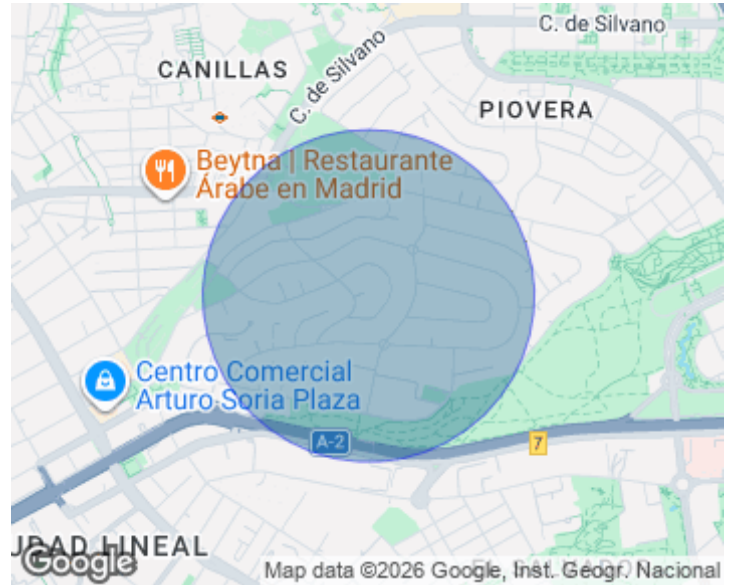 C. de Silvano
CANILLAS
C. de Silvano
PIOVERA
Beytna | Restaurante
Árabe en Madrid
Centro Comercial
Arturo Soria Plaza
A-2
7
LINEAL
Google
Map data ©2026 Google, Inst. Geogr. Nacional